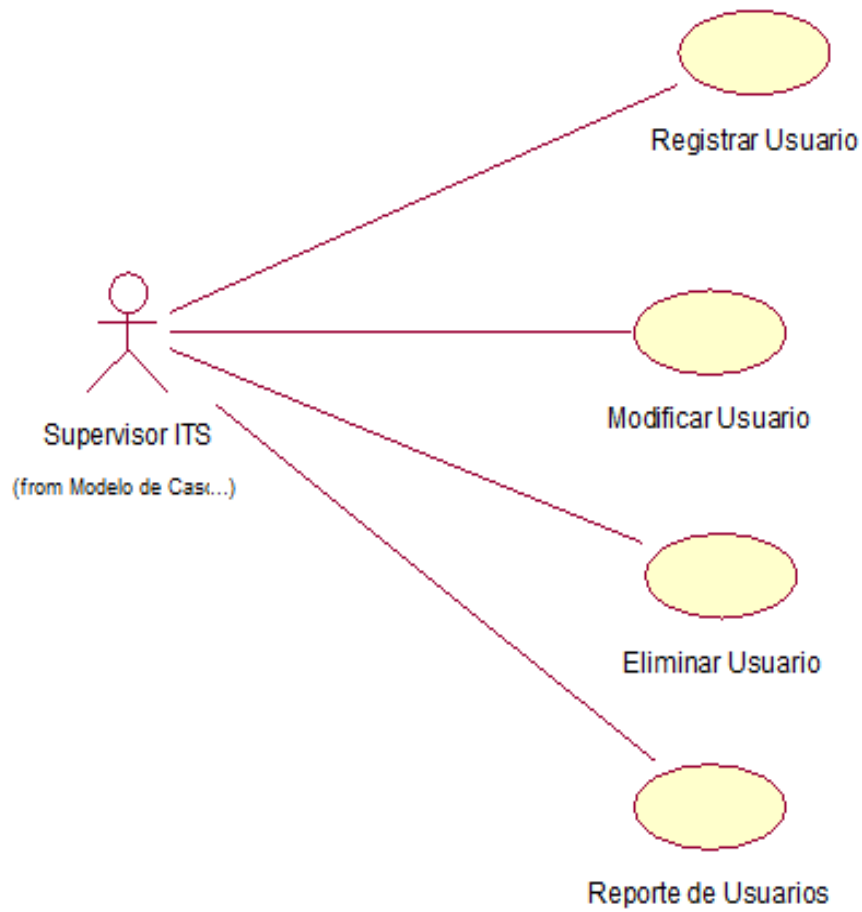 Registrar Usuario
Supervisor ITS
(from Modelo de Cas(...)
Modificar Usuario
Eliminar Usuario
Reporte de Usuarios